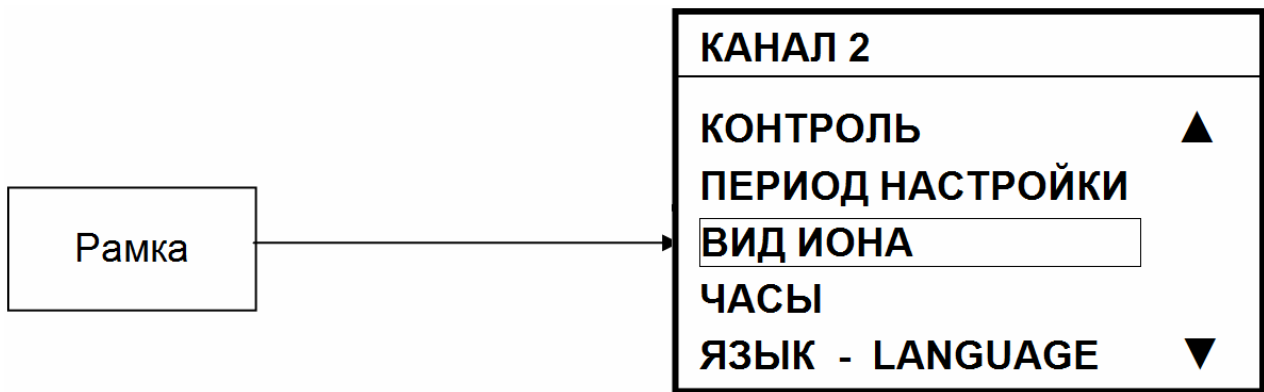 КАНАЛ 2
КОНТРОЛЬ ▲
ПЕРИОД НАСТРОЙКИ
Рамка
ВИД ИОНА
ЧАСЫ
ЯЗЫК - LANGUAGE ▼